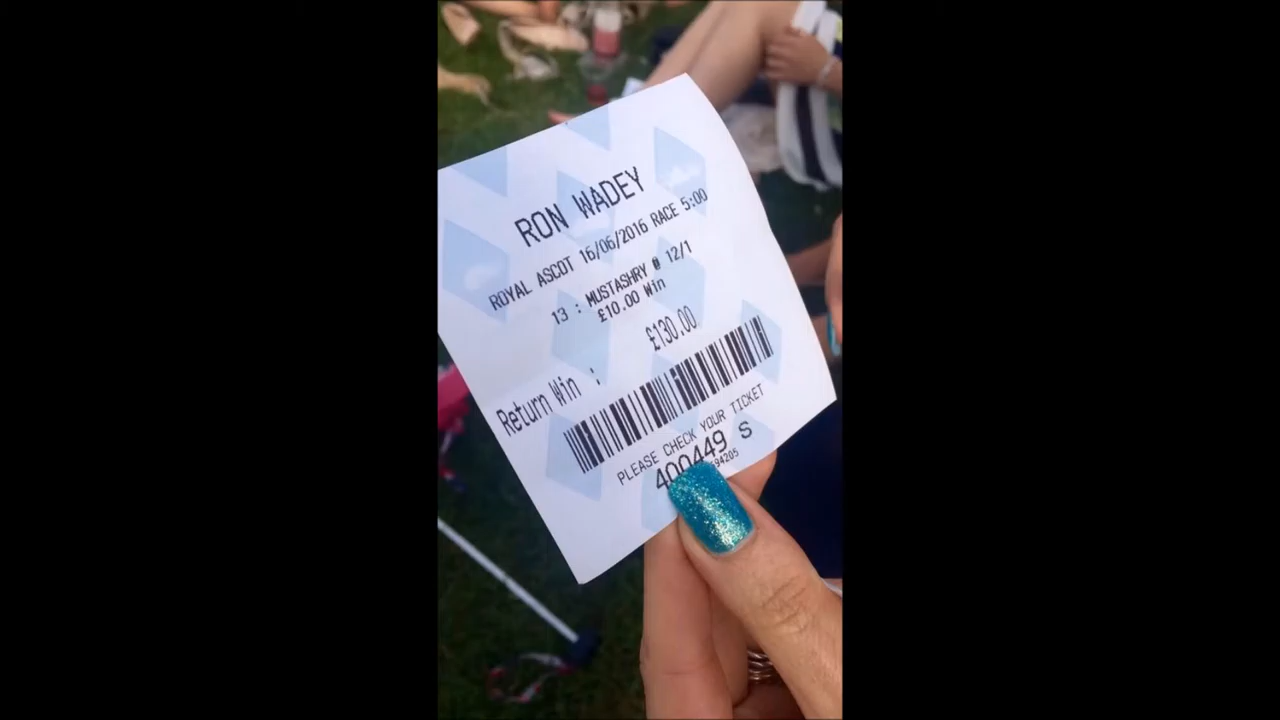 RON WADEY
ROYAL ASCOT 16/06/2016 RACE 5:00
13 : MUSTASHRY @ 12/1
£10.00 Win
Return Win : £130.00
PLEASE CHECK YOUR TICKET
400449 S